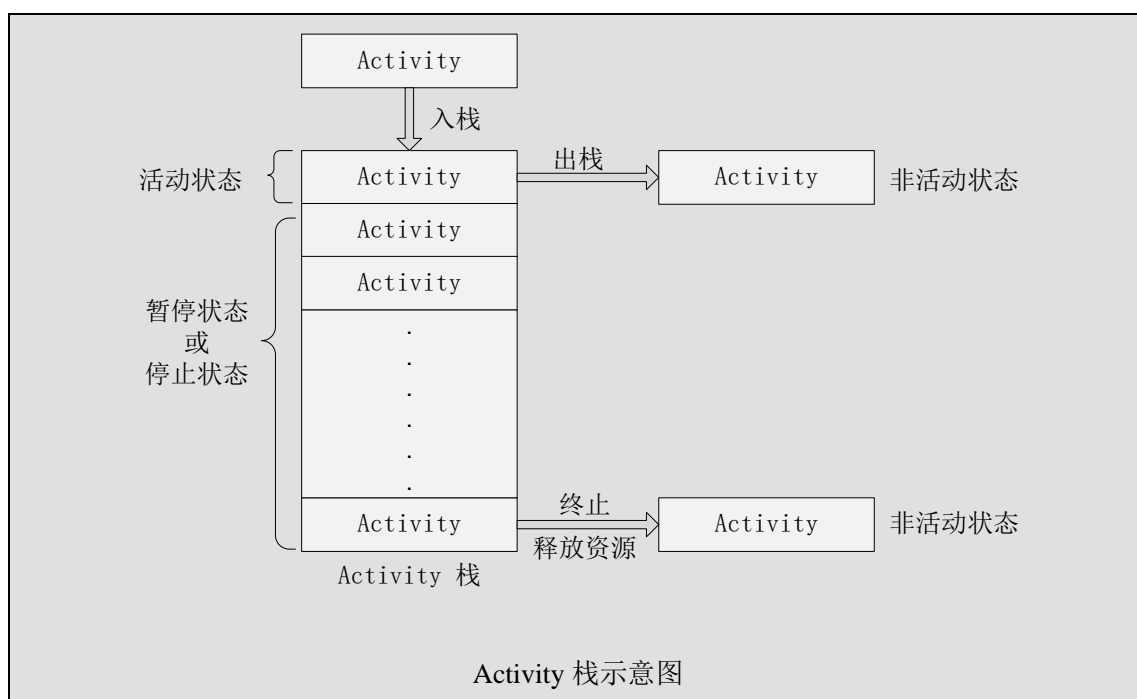 Activity
入栈
活动状态
Activity
出栈
Activity
非活动状态
Activity
Activity
暂停状态
或
停止状态
.
.
.
.
.
.
Activity
终止
释放资源
Activity
非活动状态
Activity 栈
Activity 栈示意图